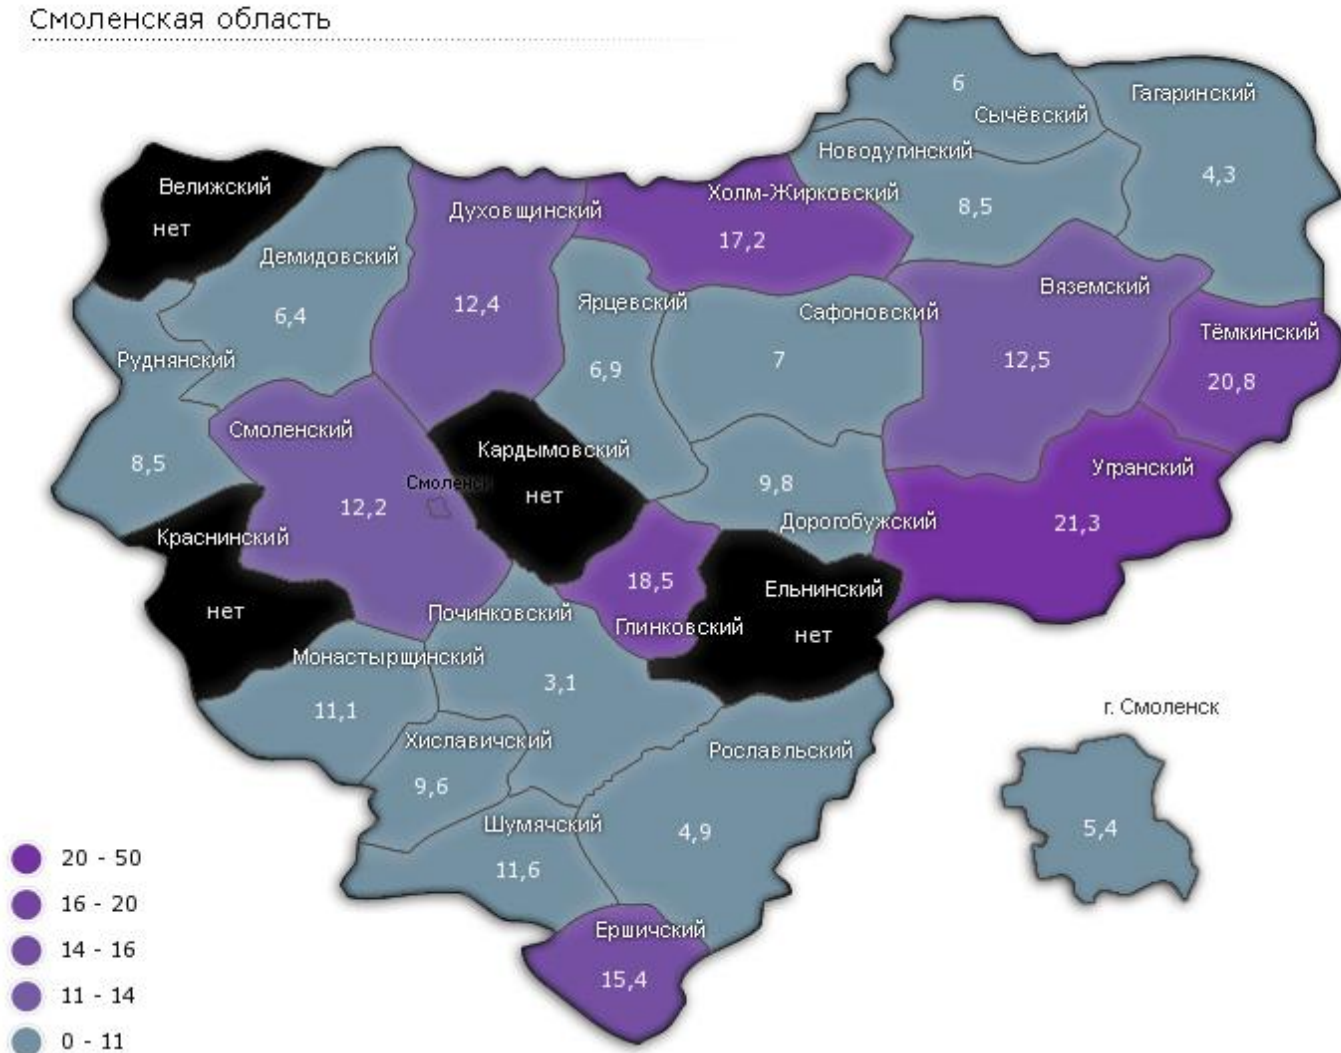 Смоленская область
6
Сычёвский
Гагаринский
4,3
Новодугинский
8,5
Велижский
нет
Холм-Жирковский
17,2
Духовщинский
12,4
Демидовский
6,4
Вяземский
12,5
Ярцевский
6,9
Сафоновский
7
Тёмкинский
20,8
Руднянский
8,5
Смоленский
12,2
Смоленск
Кардымовский
нет
9,8
Дорогобужский
Угранский
21,3
Краснинский
нет
18,5
Глинковский
Ельнинский
нет
Починковский
3,1
Монастырщинский
11,1
Хиславичский
9,6
Рославльский
4,9
Шумячский
11,6
Ершичский
15,4
г. Смоленск
5,4
20 - 50
16 - 20
14 - 16
11 - 14
0 - 11